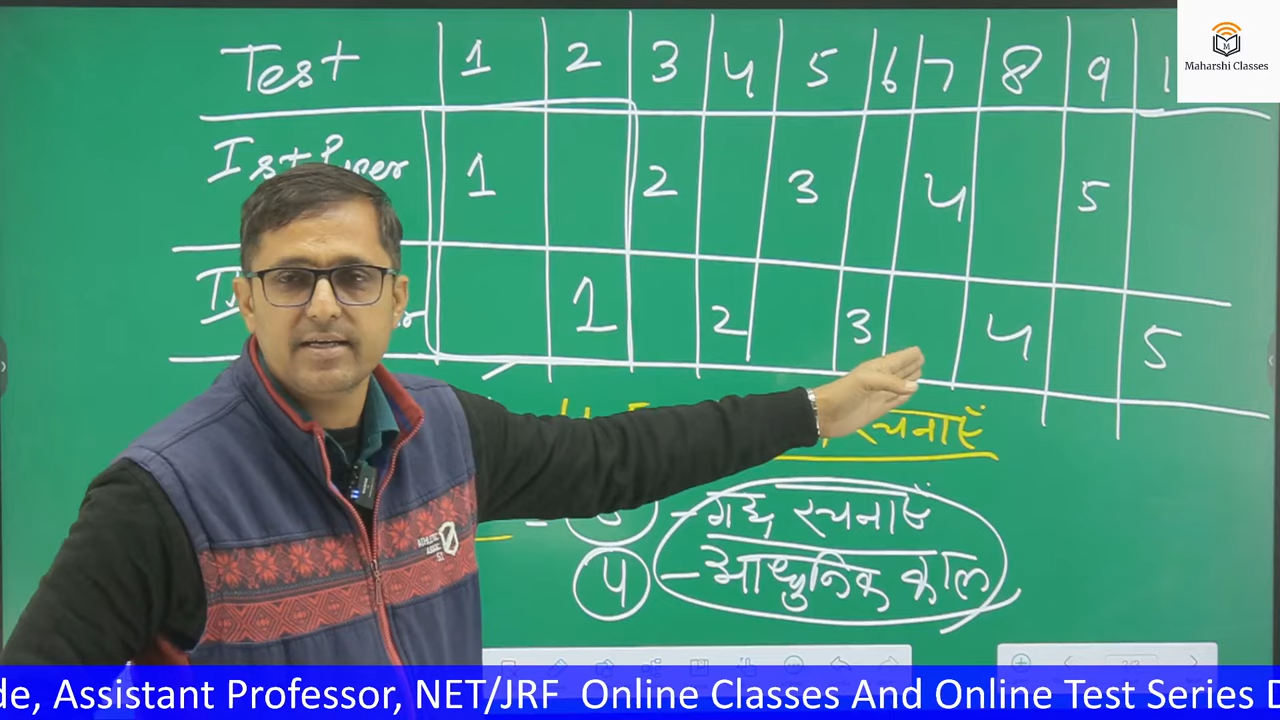 Test 1 2 3 4 5 6 7 8 9 1
Maharshi Classes
Ist 1 2 3 4 5
1 2 3 4 5
रचनाएँ
- गद्य रचनाएँ
4 - आधुनिक काल
de, Assistant Professor, NET/JRF Online Classes And Online Test Series D